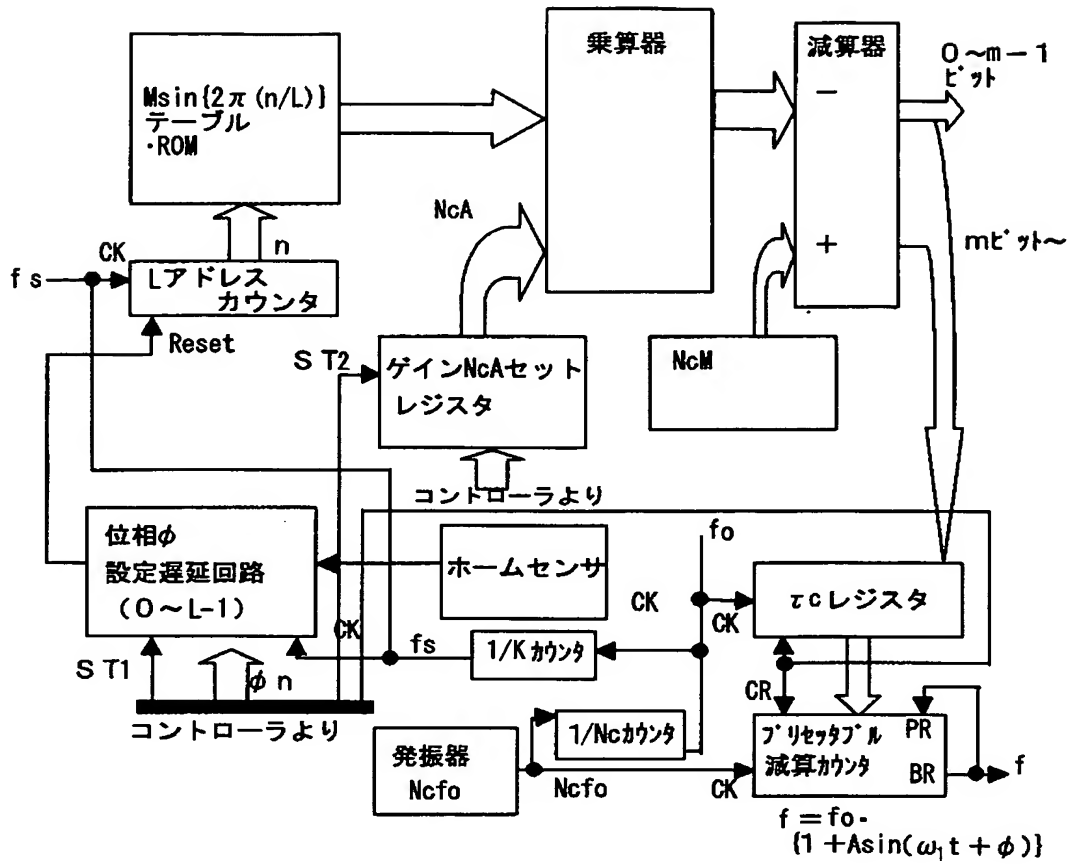 Msin{2π(n/L)}
テーブル
・ROM
乗算器
減算器
−
+
0～m−1
ﾋﾞｯﾄ
mﾋﾞｯﾄ～
NcA
n
CK
fs
Lアドレス
カウンタ
Reset
ST2
ゲインNcAセット
レジスタ
NcM
コントローラより
位相φ
設定遅延回路
(0～L-1)
ホームセンサ
fo
CK
CK
τcレジスタ
CK
fs
1/Kカウンタ
ST1
φn
コントローラより
CR
発振器
Ncfo
1/Ncカウンタ
Ncfo
CK
ﾌﾟﾘｾｯﾀﾌﾞﾙ
減算カウンタ
PR
BR
f
f=fo・
{1+Asin(ω₁t+φ)}